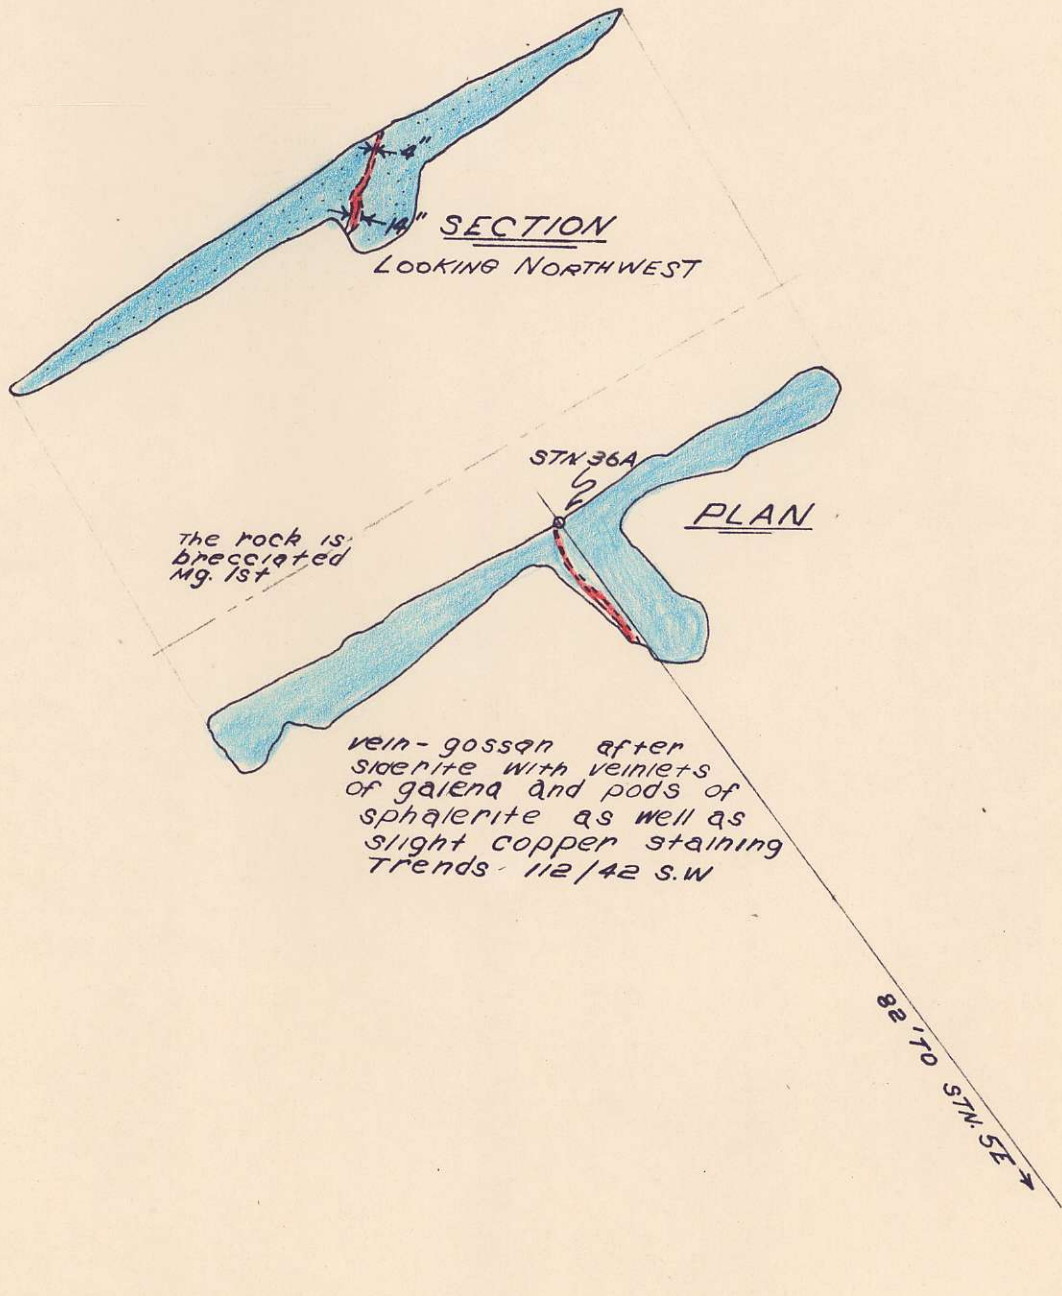 4"
14"
SECTION
LOOKING NORTHWEST
STN 36A
PLAN
The rock is
brecciated
Mg. lst
vein-gossan after
siderite with veinlets
of galena and pods of
sphalerite as well as
slight copper staining
Trends 112/42 S.W
82' TO STN. 5E